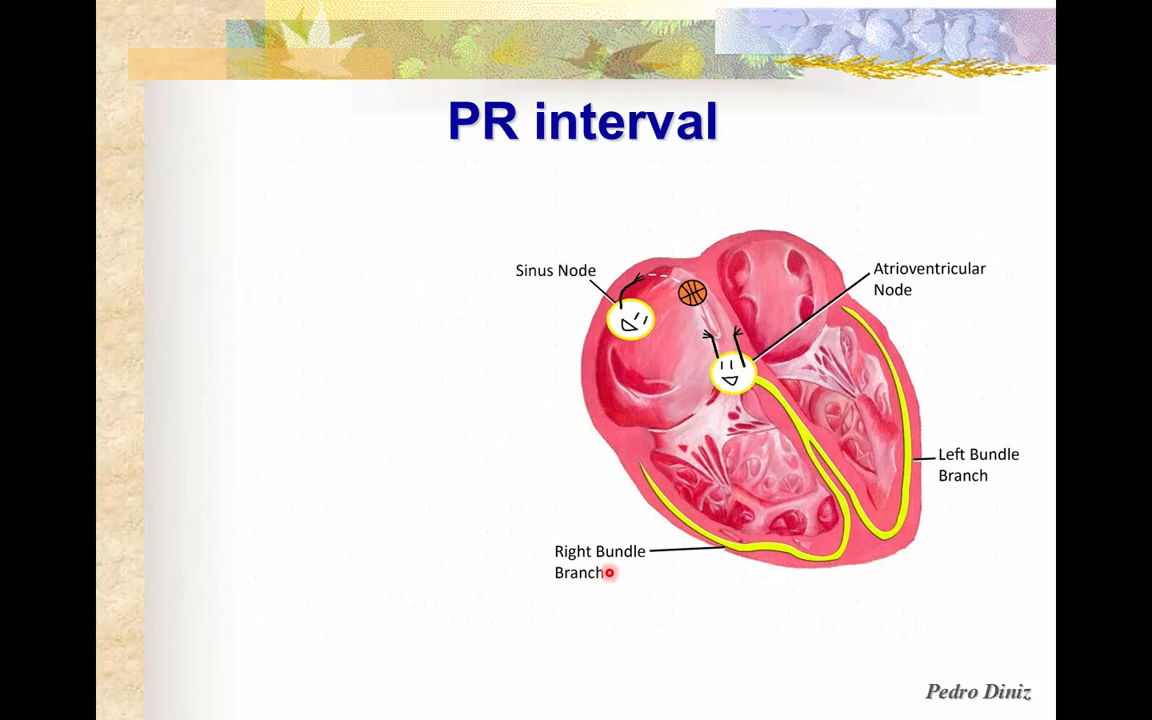 PR interval
Sinus Node
Atrioventricular
Node
Left Bundle
Branch
Right Bundle
Branch
Pedro Diniz